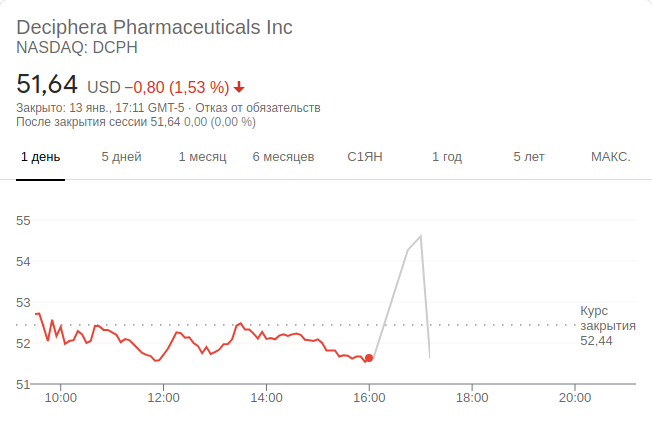 Deciphera Pharmaceuticals Inc
NASDAQ: DCPH
51,64 USD −0,80 (1,53 %)
Закрыто: 13 янв., 17:11 GMT-5 · Отказ от обязательств
После закрытия сессии 51,64 0,00 (0,00 %)
1 день 5 дней 1 месяц 6 месяцев С1ЯН 1 год 5 лет МАКС.
55
54
53
Курс
закрытия
52,44
52
51
10:00 12:00 14:00 16:00 18:00 20:00